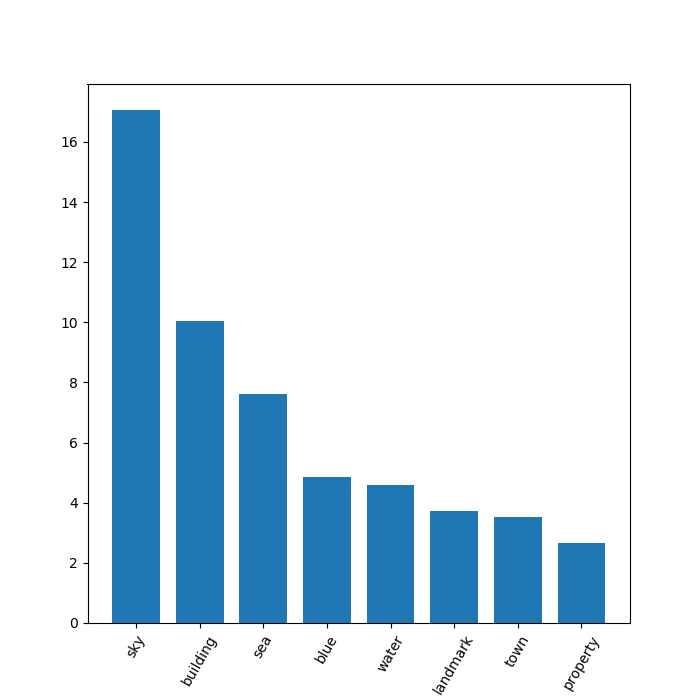 16
14
12
10
8
6
4
2
0
sky
building
sea
blue
water
landmark
town
property